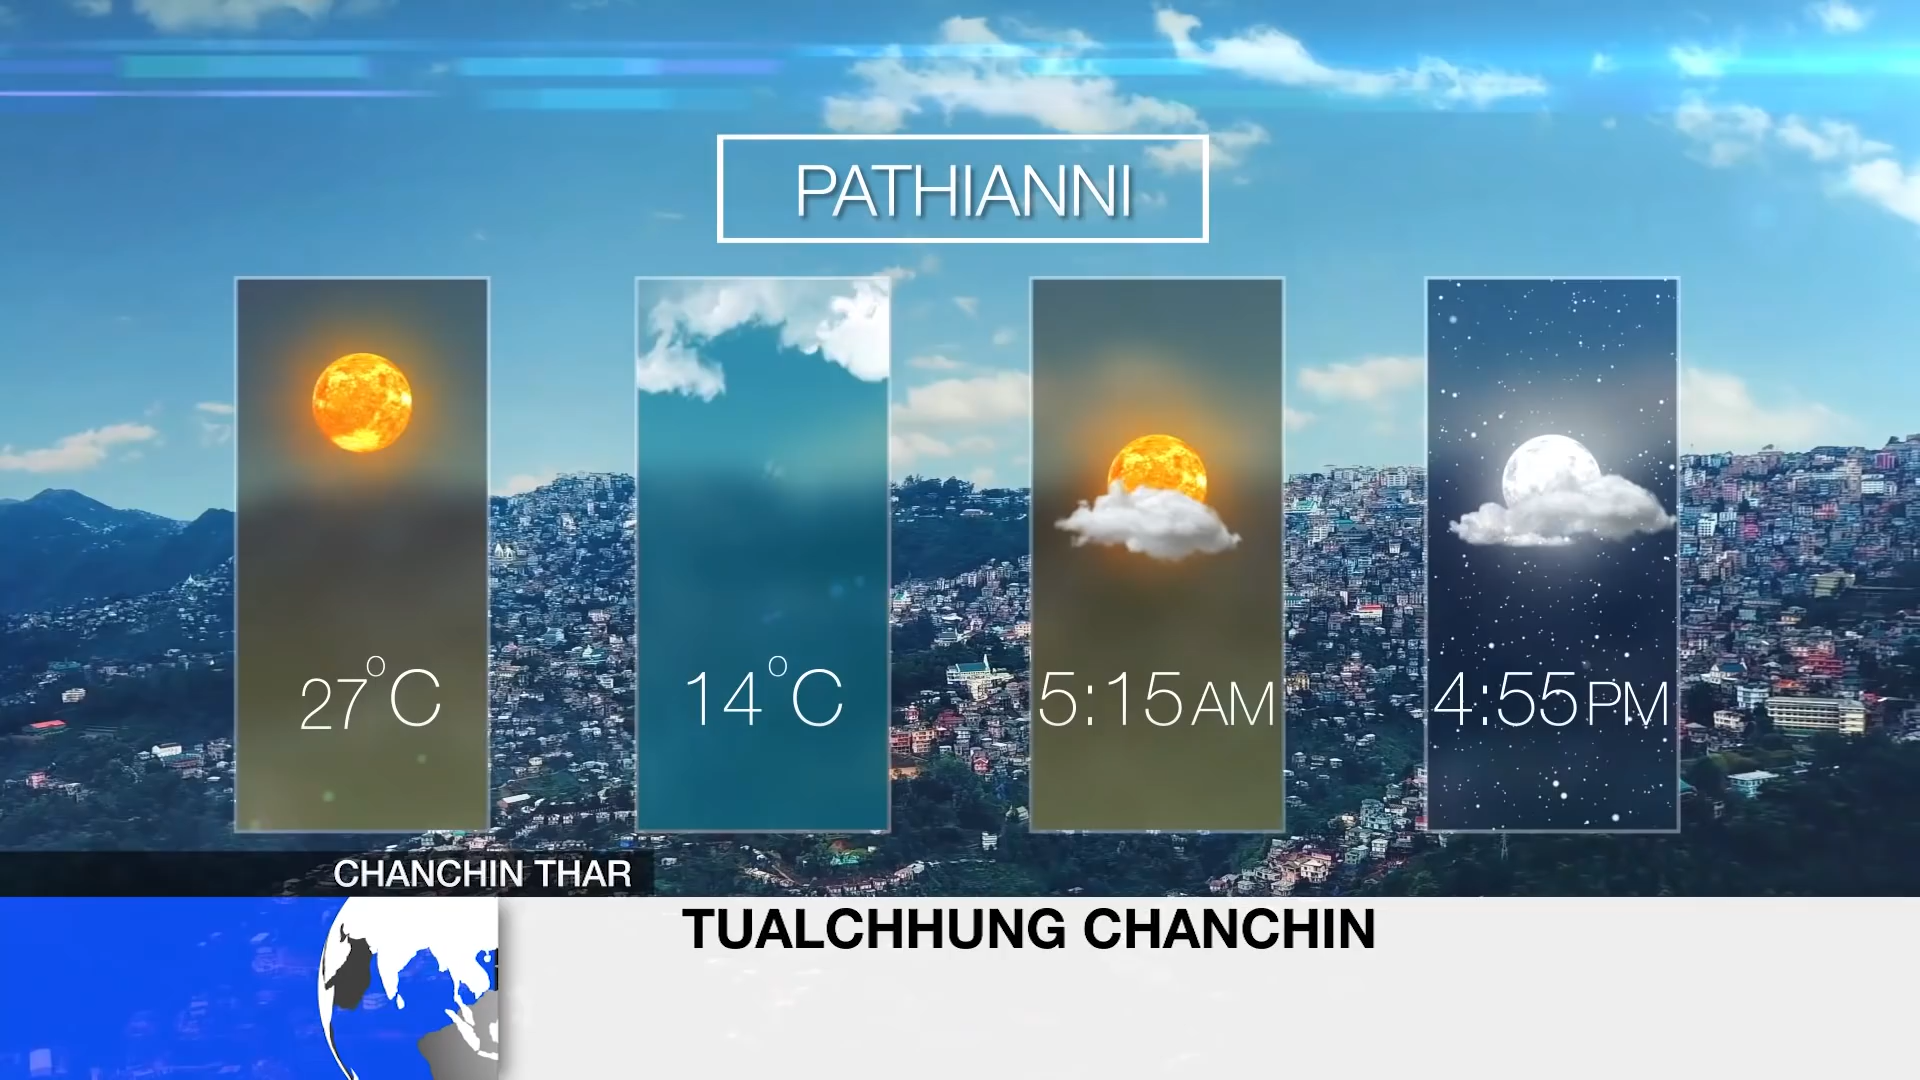 PATHIANNI
27°C
14°C
5:15AM
4:55PM
CHANCHIN THAR
TUALCHHUNG CHANCHIN